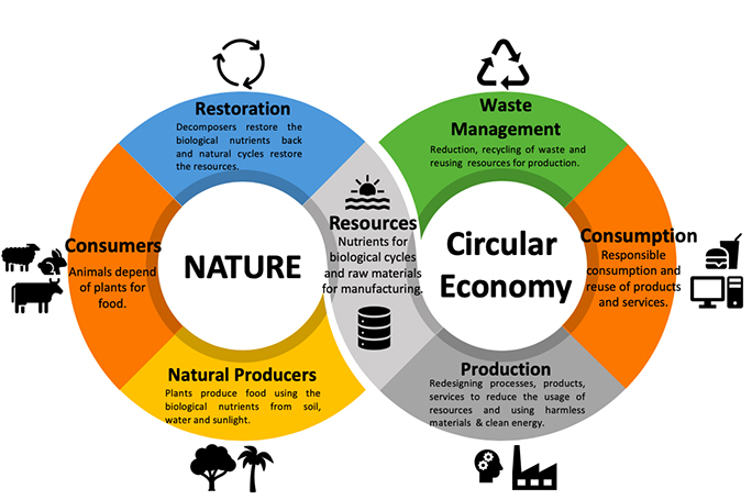 Restoration
Decomposers restore the
biological nutrients back
and natural cycles restore
the resources.
Consumers
Animals depend
of plants for
food.
NATURE
Natural Producers
Plants produce food using the
biological nutrients from soil,
water and sunlight.
Resources
Nutrients for
biological cycles
and raw materials
for manufacturing.
Waste
Management
Reduction, recycling of waste and
reusing resources for production.
Circular
Economy
Consumption
Responsible
consumption and
reuse of products
and services.
Production
Redesigning processes, products,
services to reduce the usage of
resources and using harmless
materials & clean energy.